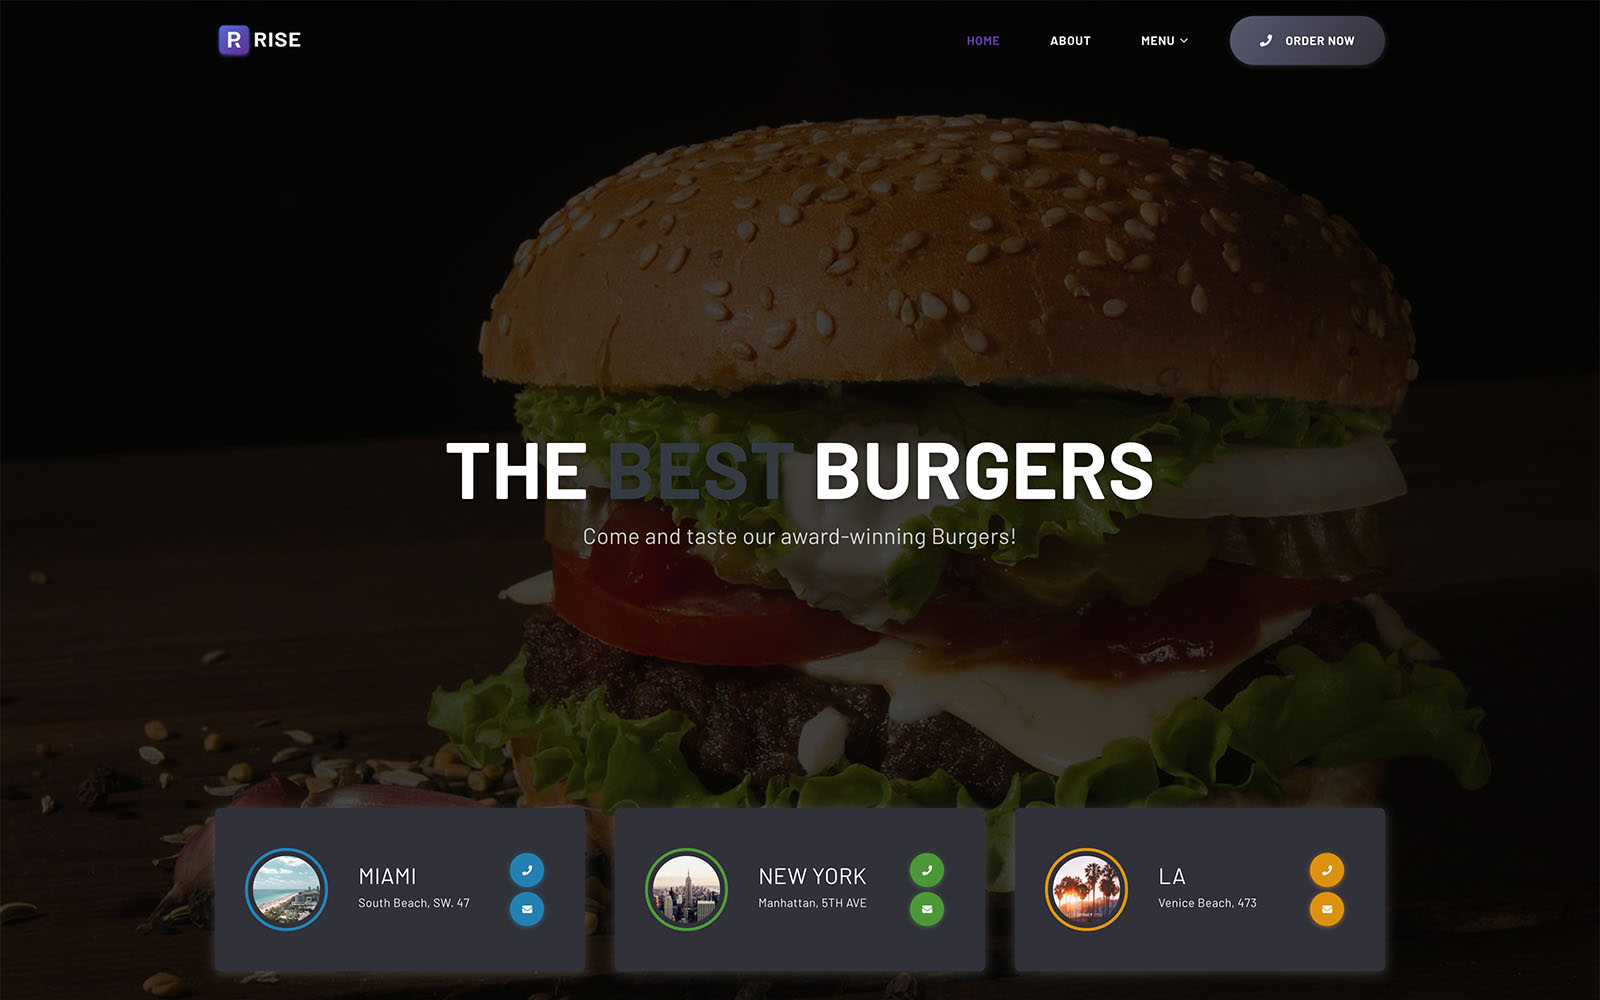 R RISE
HOME
ABOUT
MENU
ORDER NOW
THE BEST BURGERS
Come and taste our award-winning Burgers!
MIAMI
South Beach, SW. 47
NEW YORK
Manhattan, 5TH AVE
LA
Venice Beach, 473